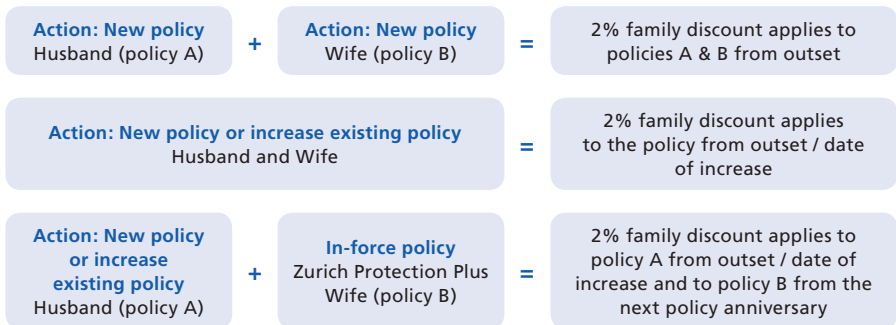 Action: New policy
Husband (policy A)
+
Action: New policy
Wife (policy B)
=
2% family discount applies to
policies A & B from outset
Action: New policy or increase existing policy
Husband and Wife
=
2% family discount applies
to the policy from outset / date
of increase
Action: New policy
or increase
existing policy
Husband (policy A)
+
In-force policy
Zurich Protection Plus
Wife (policy B)
=
2% family discount applies to
policy A from outset / date of
increase and to policy B from the
next policy anniversary